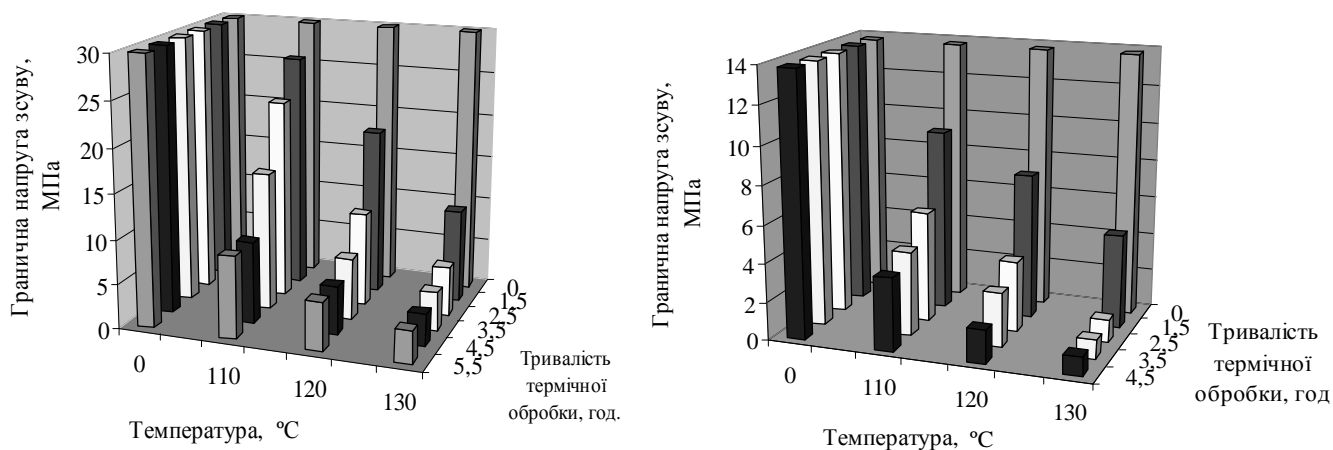 Гранична напруга зсуву,
МПа
30
25
20
15
10
5
0
0
110
120
130
Температура, ºС
0
1,5
2,5
3,5
4,5
5,5
Тривалість
термічної
обробки, год.
Гранична напруга зсуву,
МПа
14
12
10
8
6
4
2
0
0
110
120
130
Температура, ºС
0
1,5
2,5
3,5
4,5
Тривалість
термічної
обробки, год